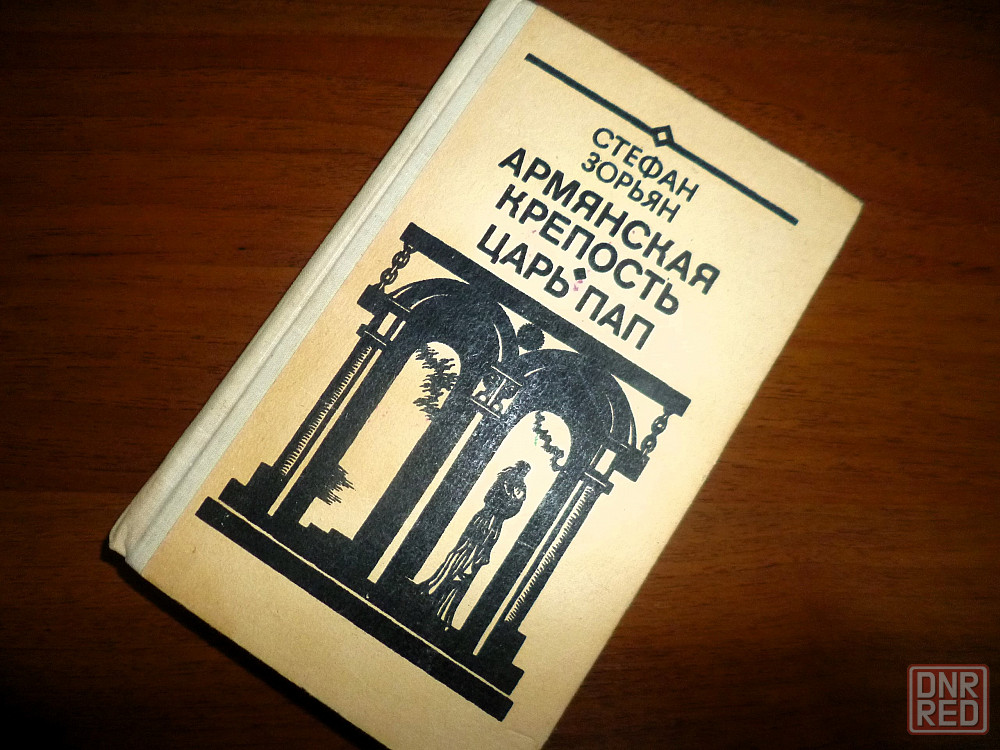 СТЕФАН
ЗОРЬЯН
АРМЯНСКАЯ
КРЕПОСТЬ
ЦАРЬ ПАП
DNR
RED